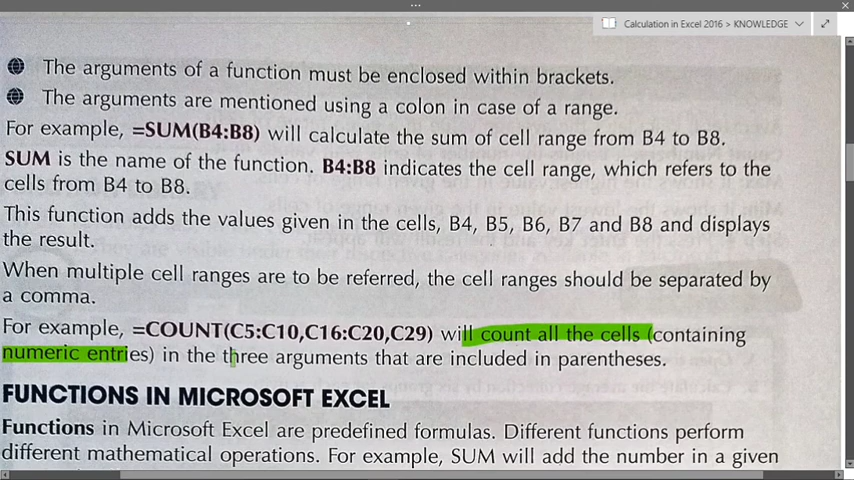 ...
Calculation in Excel 2016 > KNOWLEDGE
The arguments of a function must be enclosed within brackets.
The arguments are mentioned using a colon in case of a range.
For example, =SUM(B4:B8) will calculate the sum of cell range from B4 to B8.
SUM is the name of the function. B4:B8 indicates the cell range, which refers to the
cells from B4 to B8.
This function adds the values given in the cells, B4, B5, B6, B7 and B8 and displays
the result.
When multiple cell ranges are to be referred, the cell ranges should be separated by
a comma.
For example, =COUNT(C5:C10,C16:C20,C29) will count all the cells (containing
numeric entries) in the three arguments that are included in parentheses.
FUNCTIONS IN MICROSOFT EXCEL
Functions in Microsoft Excel are predefined formulas. Different functions perform
different mathematical operations. For example, SUM will add the number in a given